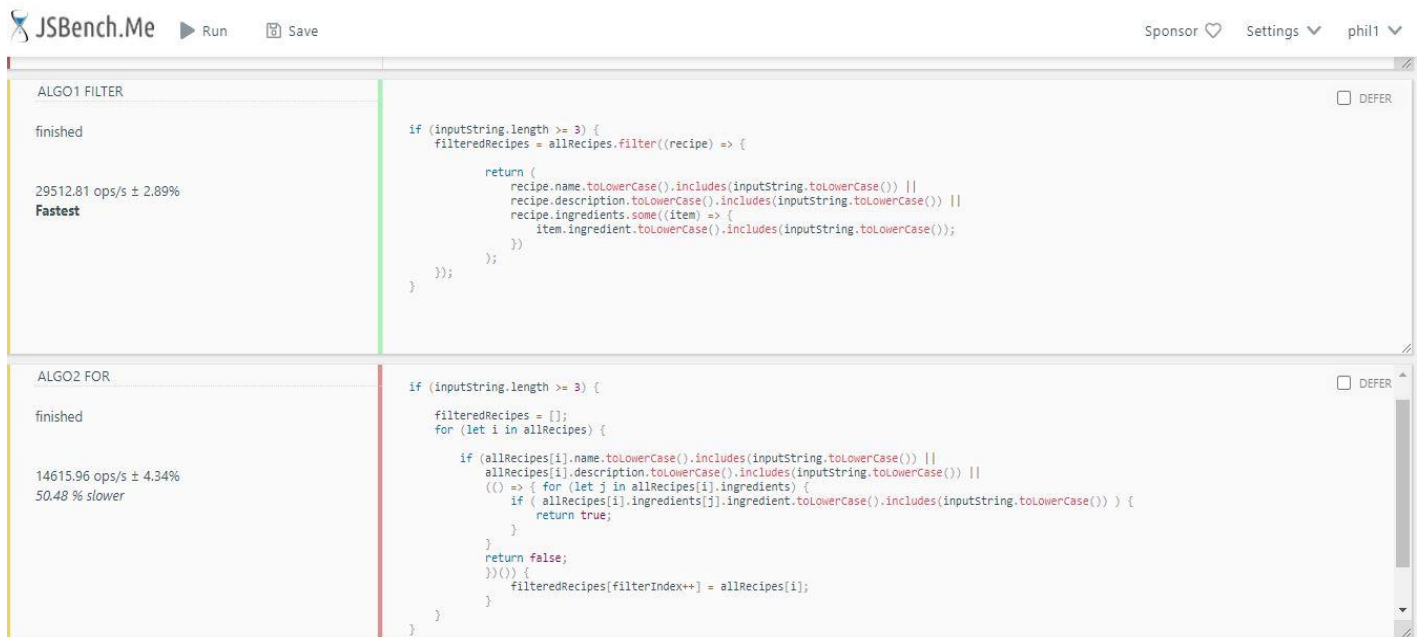 JSBench.Me Run Save Sponsor Settings phil1
ALGO1 FILTER
DEFER
finished
29512.81 ops/s ± 2.89%
Fastest
if (inputString.length >= 3) {
filteredRecipes = allRecipes.filter((recipe) => {
return (
recipe.name.toLowerCase().includes(inputString.toLowerCase()) ||
recipe.description.toLowerCase().includes(inputString.toLowerCase()) ||
recipe.ingredients.some((item) => {
item.ingredient.toLowerCase().includes(inputString.toLowerCase());
})
);
});
}
ALGO2 FOR
DEFER
finished
14615.96 ops/s ± 4.34%
50.48 % slower
if (inputString.length >= 3) {
filteredRecipes = [];
for (let i in allRecipes) {
if (allRecipes[i].name.toLowerCase().includes(inputString.toLowerCase()) ||
allRecipes[i].description.toLowerCase().includes(inputString.toLowerCase()) ||
(() => { for (let j in allRecipes[i].ingredients) {
if ( allRecipes[i].ingredients[j].ingredient.toLowerCase().includes(inputString.toLowerCase()) ) {
return true;
}
}
return false;
})()) {
filteredRecipes[filterIndex++] = allRecipes[i];
}
}
}